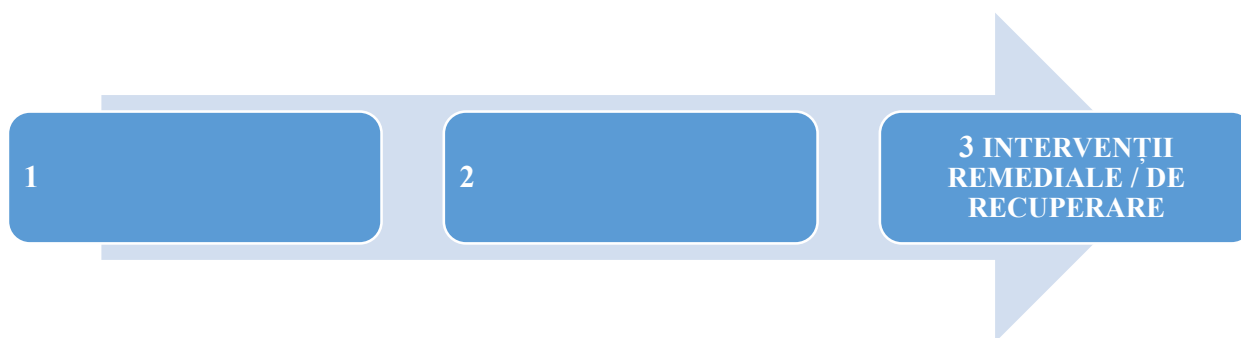 1
2
3 INTERVENȚII
REMEDIALE / DE
RECUPERARE